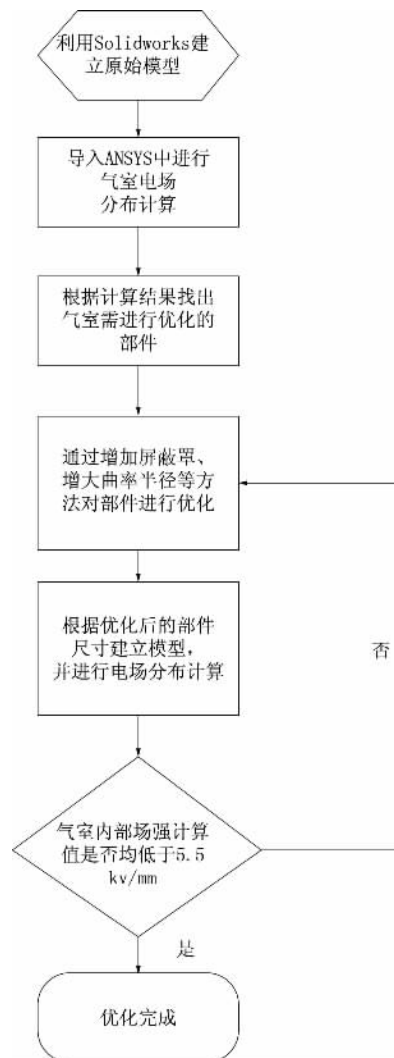 利用Solidworks建
立原始模型
导入ANSYS中进行
气室电场
分布计算
根据计算结果找出
气室需进行优化的
部件
通过增加屏蔽罩、
增大曲率半径等方
法对部件进行优化
根据优化后的部件
尺寸建立模型，
并进行电场分布计算
否
气室内部场强计算
值是否均低于5.5
kv/mm
是
优化完成